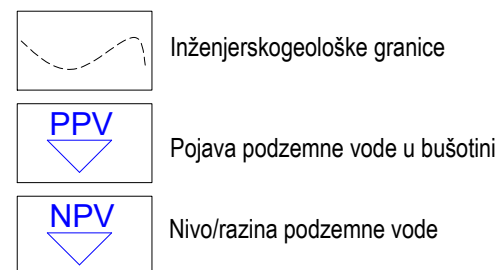 Inženjerskogeološke granice
PPV
Pojava podzemne vode u bušotini
NPV
Nivo/razina podzemne vode